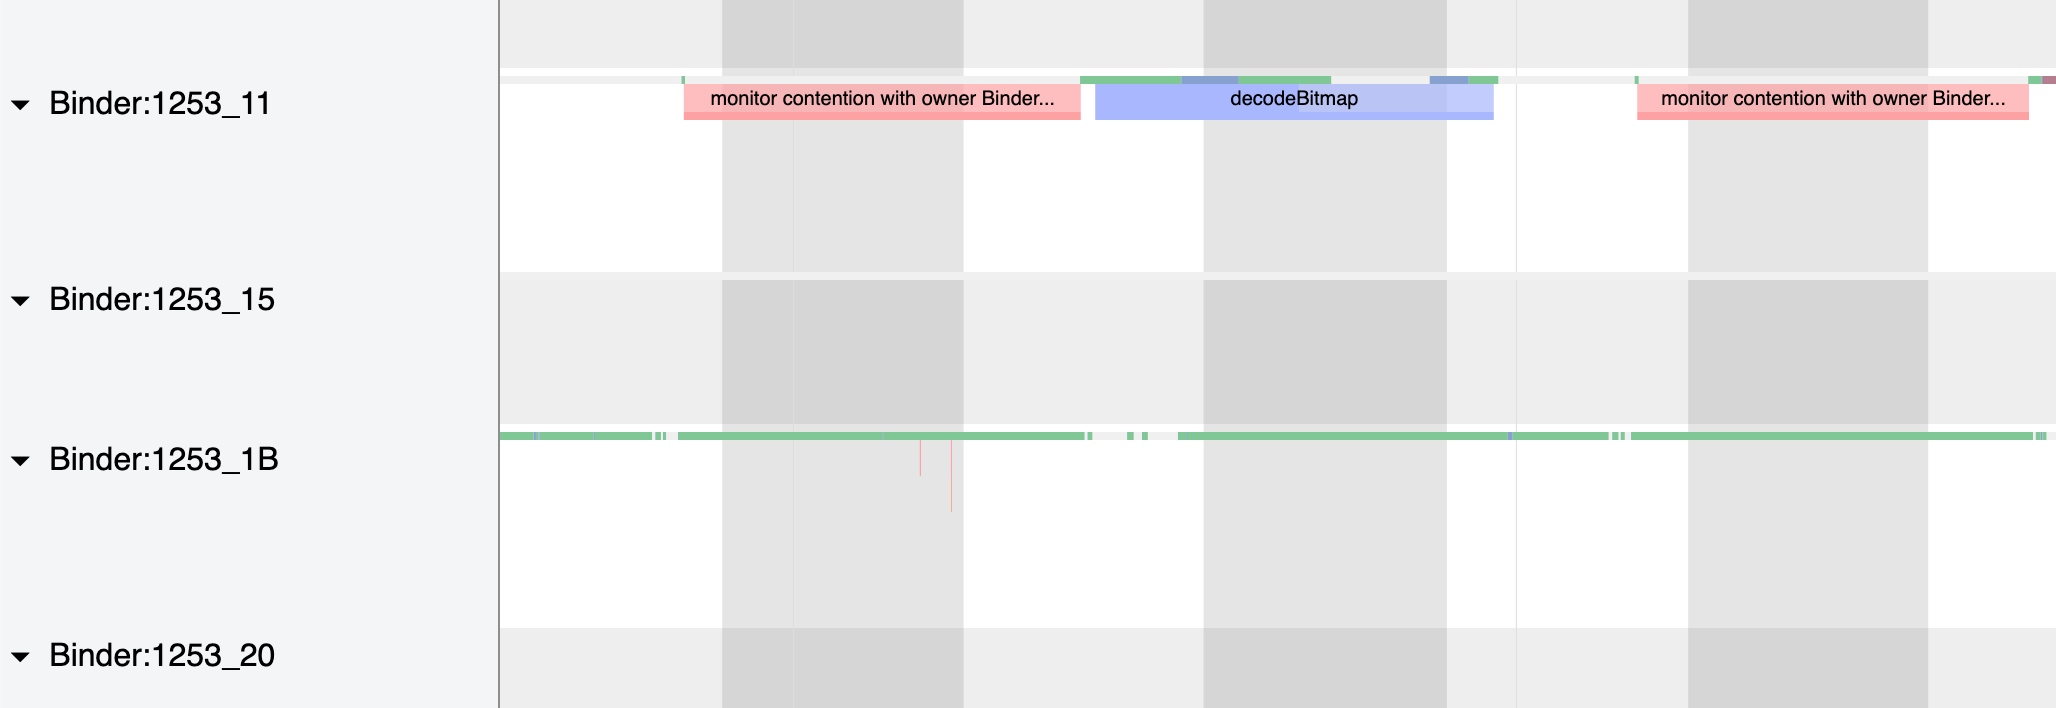 Binder:1253_11
monitor contention with owner Binder...
decodeBitmap
monitor contention with owner Binder...
Binder:1253_15
Binder:1253_1B
Binder:1253_20